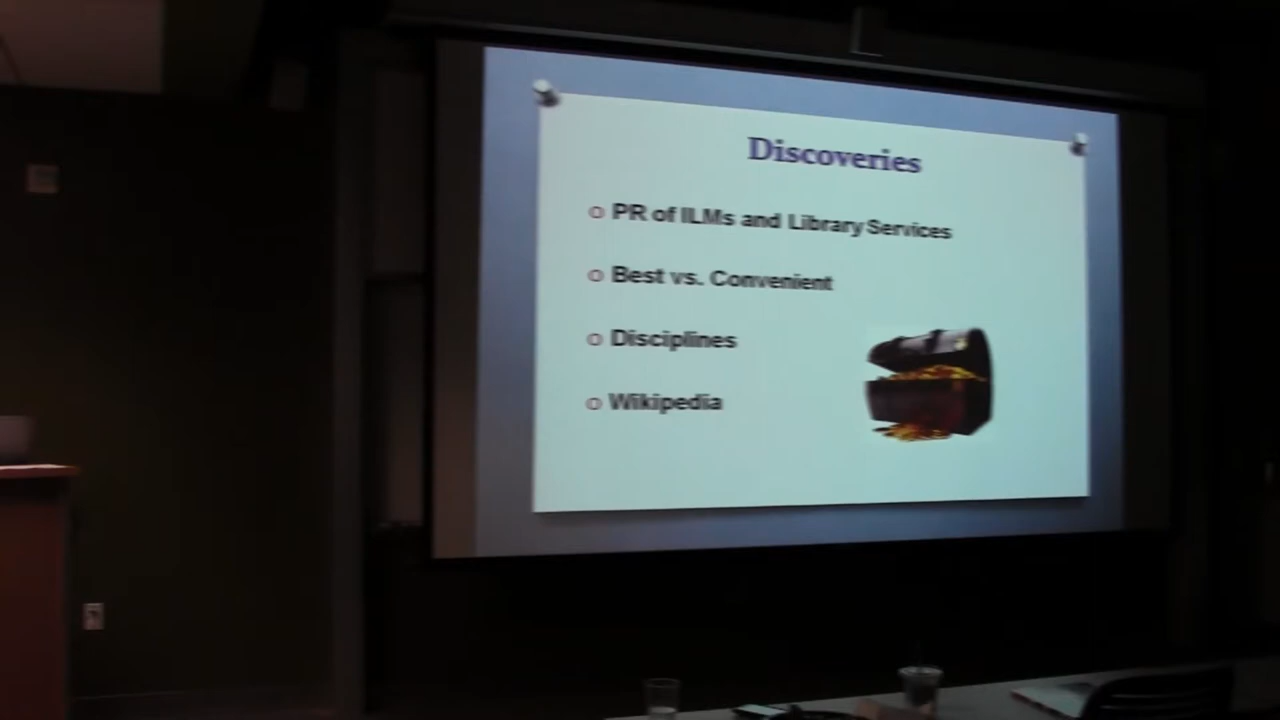 Discoveries
PR of ILMs and Library Services
Best vs. Convenient
Disciplines
Wikipedia